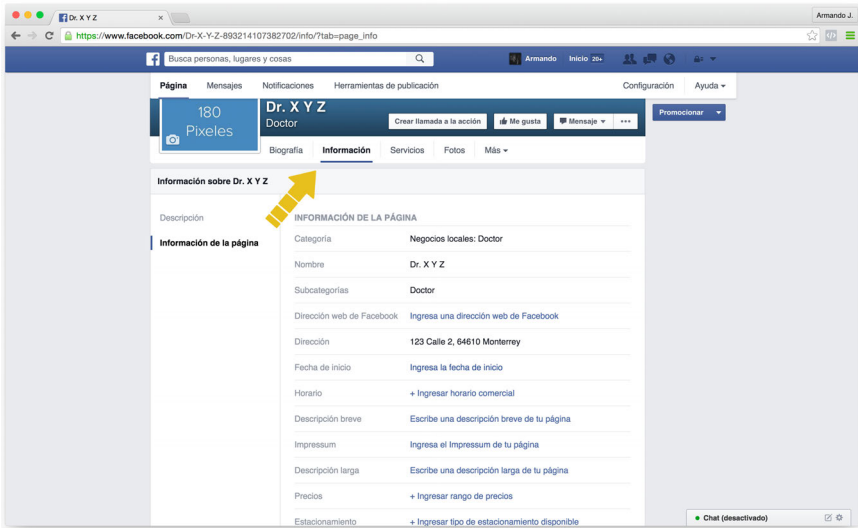 Dr. X Y Z
Armando J.
https://www.facebook.com/Dr-X-Y-Z-893214107382702/info/?tab=page_info
Busca personas, lugares y cosas
Armando Inicio 20+
Página Mensajes Notificaciones Herramientas de publicación Configuración Ayuda
180
Pixeles
Dr. X Y Z
Doctor
Crear llamada a la acción Me gusta Mensaje
Promocionar
Biografía Información Servicios Fotos Más
Información sobre Dr. X Y Z
Descripción
Información de la página
INFORMACIÓN DE LA PÁGINA
Categoría Negocios locales: Doctor
Nombre Dr. X Y Z
Subcategorías Doctor
Dirección web de Facebook Ingresa una dirección web de Facebook
Dirección 123 Calle 2, 64610 Monterrey
Fecha de inicio Ingresa la fecha de inicio
Horario + Ingresar horario comercial
Descripción breve Escribe una descripción breve de tu página
Impressum Ingresa el Impressum de tu página
Descripción larga Escribe una descripción larga de tu página
Precios + Ingresar rango de precios
Estacionamiento + Ingresar tipo de estacionamiento disponible
Chat (desactivado)